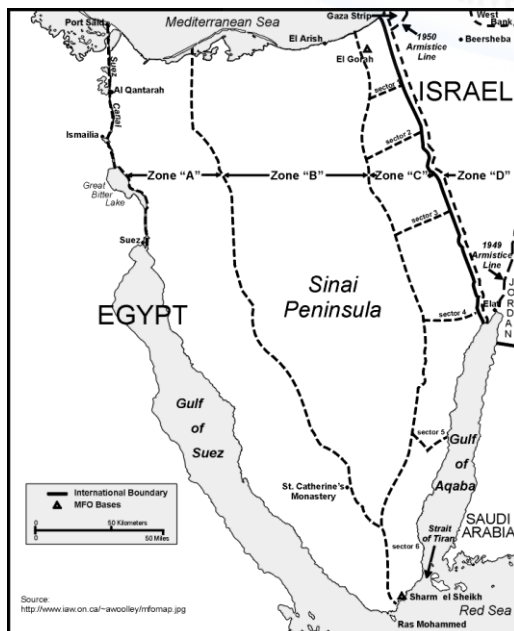 Mediterranean Sea
Port Said
Gaza Strip
West
Bank
1950
Armistice
Line
Beersheba
El Arish
El Gorah
Suez
Canal
Al Qantarah
ISRAEL
sector
sector 2
Ismailia
Zone "A"
Zone "B"
Zone "C"
Zone "D"
Great
Bitter
Lake
sector 3
Suez
1949
Armistice
Line
Sinai
Peninsula
EGYPT
JORDAN
sector 4
Gulf
of
Suez
sector 5
Gulf
of
Aqaba
St. Catherine's
Monastery
International Boundary
MFO Bases
0 50 Kilometers
0 50 Miles
SAUDI
ARABIA
Strait
of Tiran
sector 6
Source:
http://www.iaw.on.ca/~awoolley/mfomap.jpg
Sharm el Sheikh
Red Sea
Ras Mohammed